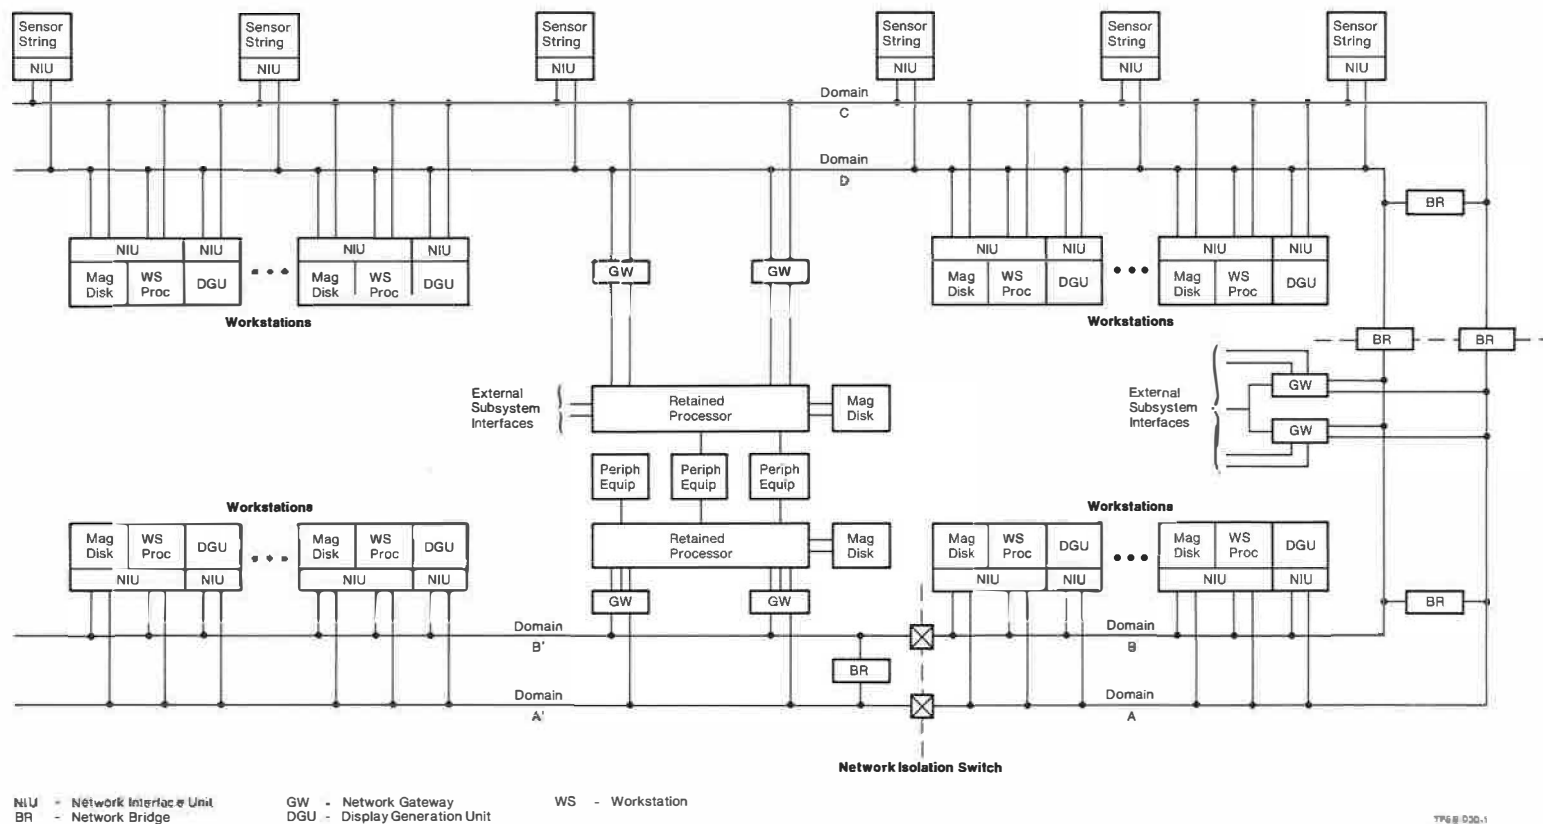 Sensor String NIU
Sensor String NIU
Sensor String NIU
Sensor String NIU
Sensor String NIU
Sensor String NIU
Domain
C
Domain
D
BR
NIU NIU NIU NIU NIU NIU NIU NIU
Mag Disk WS Proc DGU
Mag Disk WS Proc DGU
GW GW
Mag Disk WS Proc DGU
Mag Disk WS Proc DGU
Workstations
Workstations
BR BR
External
Subsystem
Interfaces
Retained
Processor
Mag
Disk
External
Subsystem
Interfaces
GW
GW
Periph
Equip
Periph
Equip
Periph
Equip
Workstations
Workstations
Mag Disk WS Proc DGU
Mag Disk WS Proc DGU
Retained
Processor
Mag
Disk
Mag Disk WS Proc DGU
Mag Disk WS Proc DGU
NIU NIU NIU NIU NIU NIU NIU NIU
GW GW
BR
Domain
B'
Domain
B
BR
Domain
A'
Domain
A
Network Isolation Switch
NIU - Network Interface Unit
BR - Network Bridge
GW - Network Gateway
DGU - Display Generation Unit
WS - Workstation